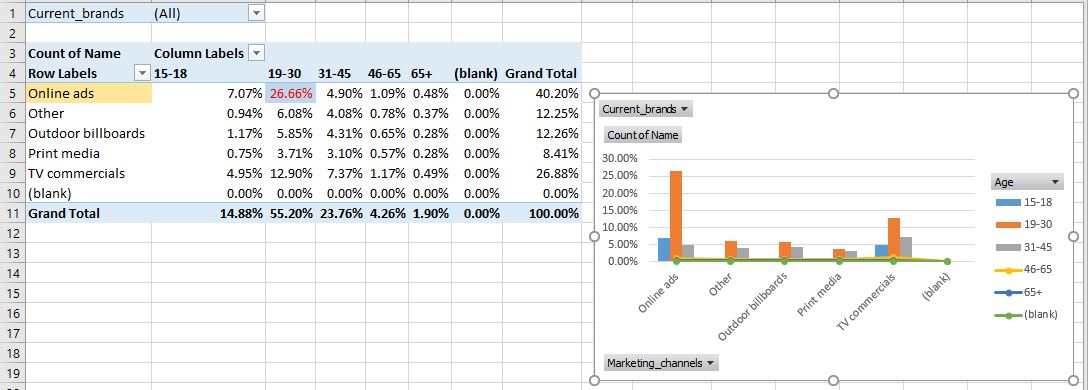 1 Current_brands (All)
2
3 Count of Name Column Labels
4 Row Labels 15-18 19-30 31-45 46-65 65+ (blank) Grand Total
5 Online ads 7.07% 26.66% 4.90% 1.09% 0.48% 0.00% 40.20%
6 Other 0.94% 6.08% 4.08% 0.78% 0.37% 0.00% 12.25%
7 Outdoor billboards 1.17% 5.85% 4.31% 0.65% 0.28% 0.00% 12.26%
8 Print media 0.75% 3.71% 3.10% 0.57% 0.28% 0.00% 8.41%
9 TV commercials 4.95% 12.90% 7.37% 1.17% 0.49% 0.00% 26.88%
10 (blank) 0.00% 0.00% 0.00% 0.00% 0.00% 0.00% 0.00%
11 Grand Total 14.88% 55.20% 23.76% 4.26% 1.90% 0.00% 100.00%
12
13
14
15
16
17
18
19
Current_brands
Count of Name
30.00%
25.00%
20.00%
15.00%
10.00%
5.00%
0.00%
Online ads
Other
Outdoor billboards
Print media
TV commercials
(blank)
Age
15-18
19-30
31-45
46-65
65+
(blank)
Marketing_channels